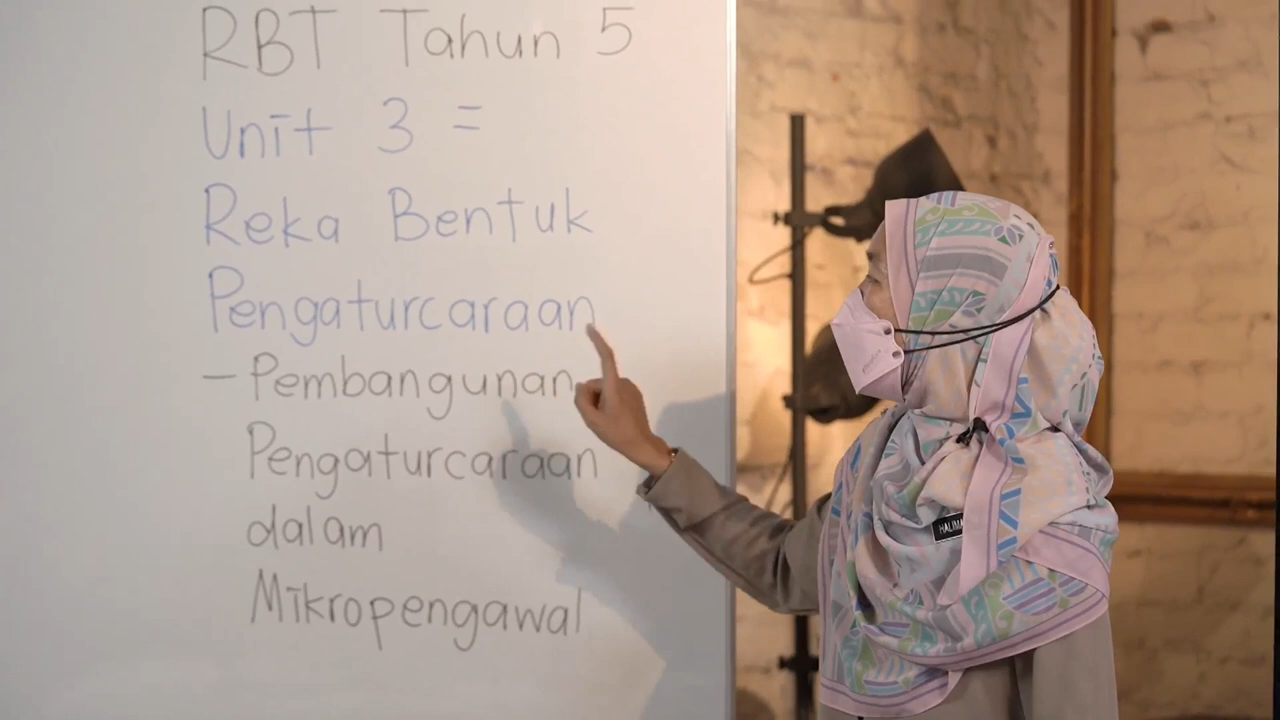 RBT Tahun 5
Unit 3 =
Reka Bentuk
Pengaturcaraan
– Pembangunan
Pengaturcaraan
dalam
Mikropengawal